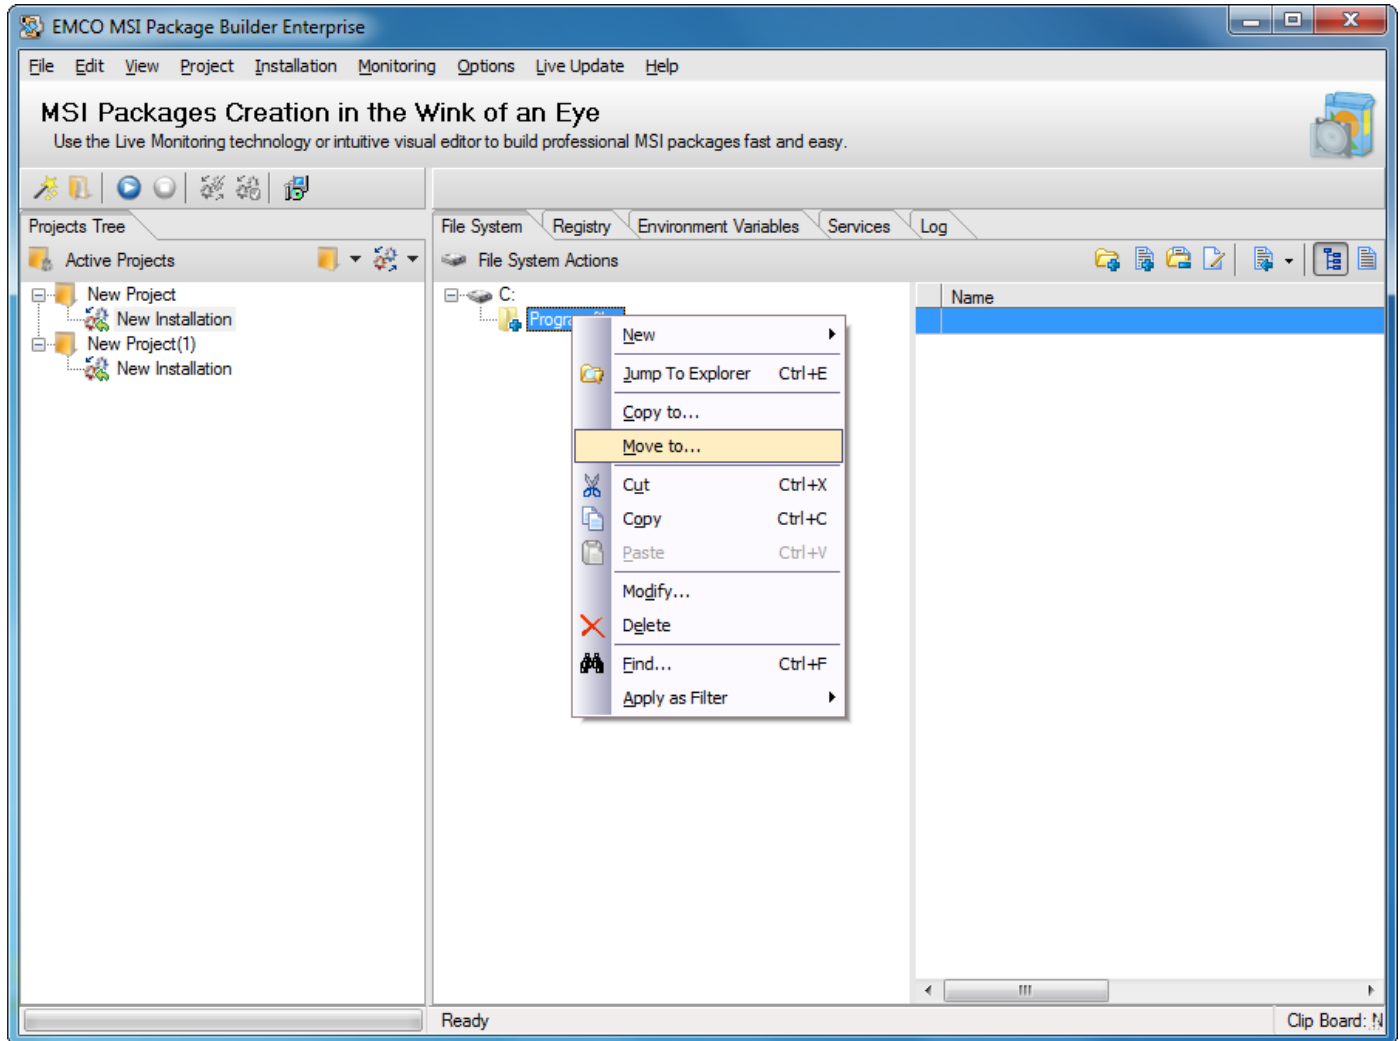 EMCO MSI Package Builder Enterprise
File Edit View Project Installation Monitoring Options Live Update Help
MSI Packages Creation in the Wink of an Eye
Use the Live Monitoring technology or intuitive visual editor to build professional MSI packages fast and easy.
Projects Tree
File System Registry Environment Variables Services Log
Active Projects
File System Actions
New Project
New Installation
New Project(1)
New Installation
C:
Name
New
Jump To Explorer Ctrl+E
Copy to...
Move to...
Cut Ctrl+X
Copy Ctrl+C
Paste Ctrl+V
Modify...
Delete
Find... Ctrl+F
Apply as Filter
Ready
Clip Board: